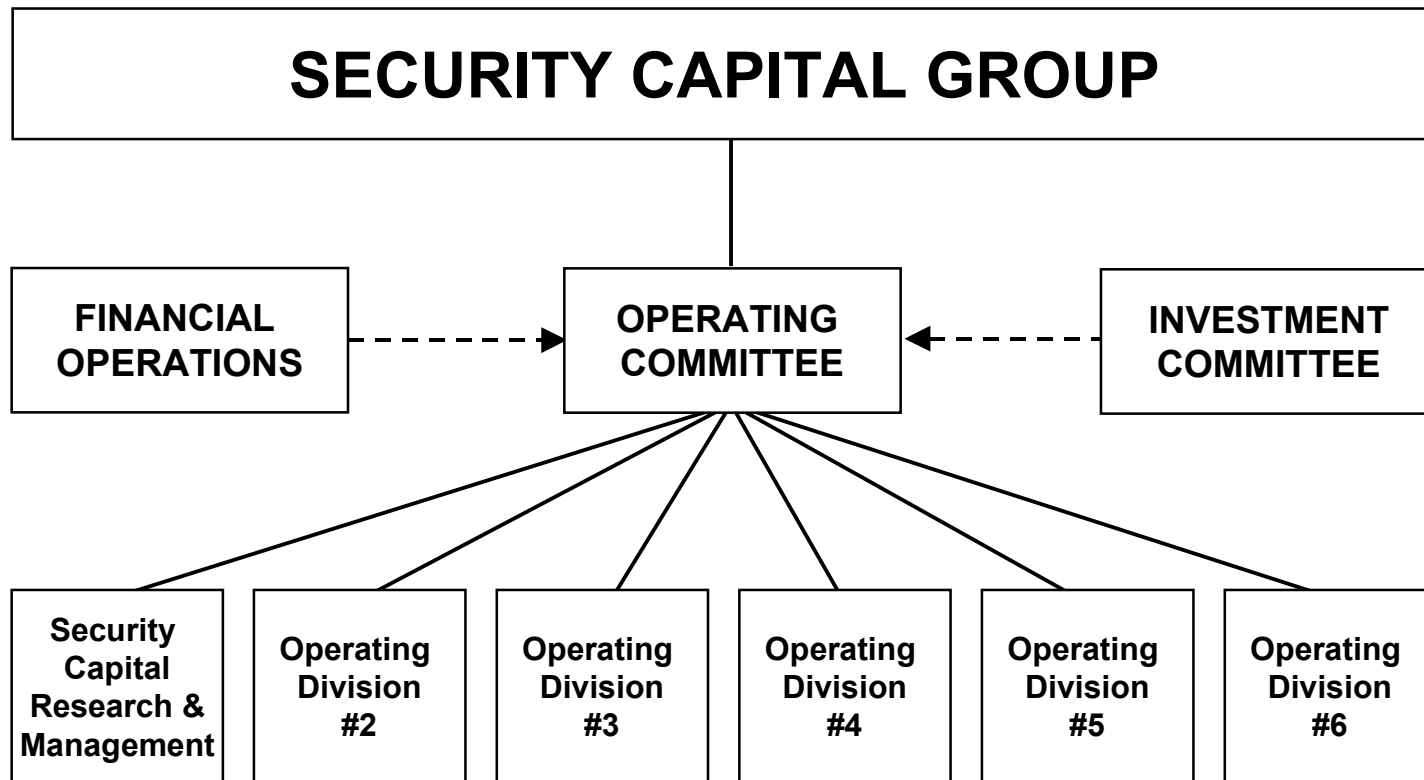 SECURITY CAPITAL GROUP
FINANCIAL
OPERATIONS
OPERATING
COMMITTEE
INVESTMENT
COMMITTEE
Security
Capital
Research &
Management
Operating
Division
#2
Operating
Division
#3
Operating
Division
#4
Operating
Division
#5
Operating
Division
#6